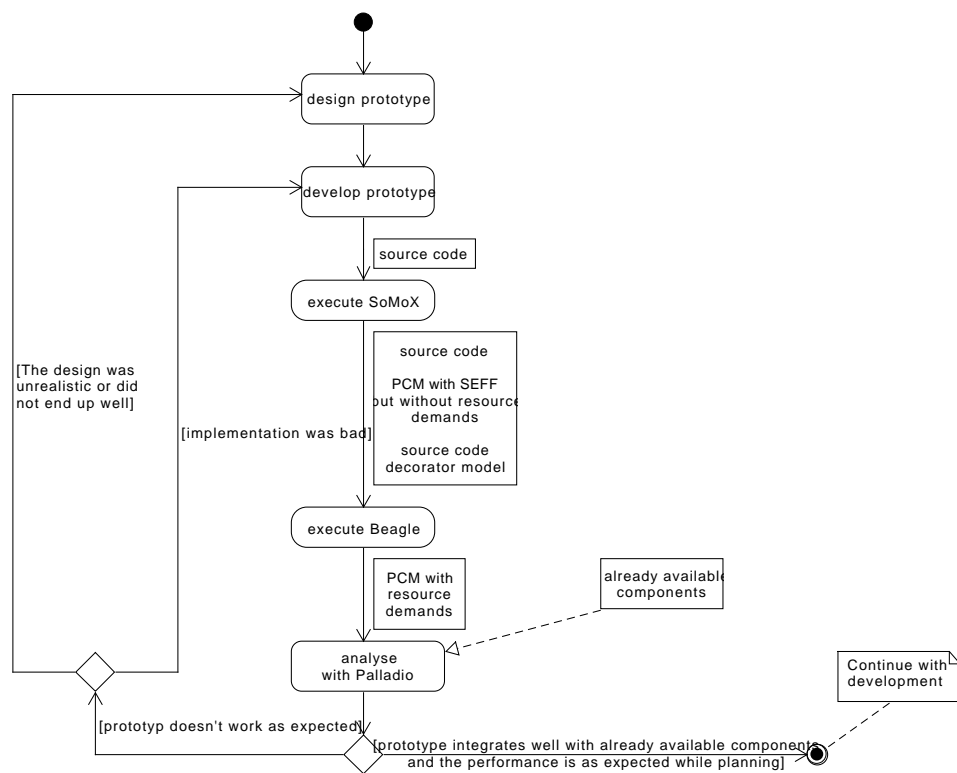 design prototype
develop prototype
source code
execute SoMoX
source code
PCM with SEFF
out without resource
demands
source code
decorator model
[The design was
unrealistic or did
not end up well]
[implementation was bad]
execute Beagle
PCM with
resource
demands
already available
components
analyse
with Palladio
Continue with
development
[prototyp doesn't work as expected]
[prototype integrates well with already available components
and the performance is as expected while planning]